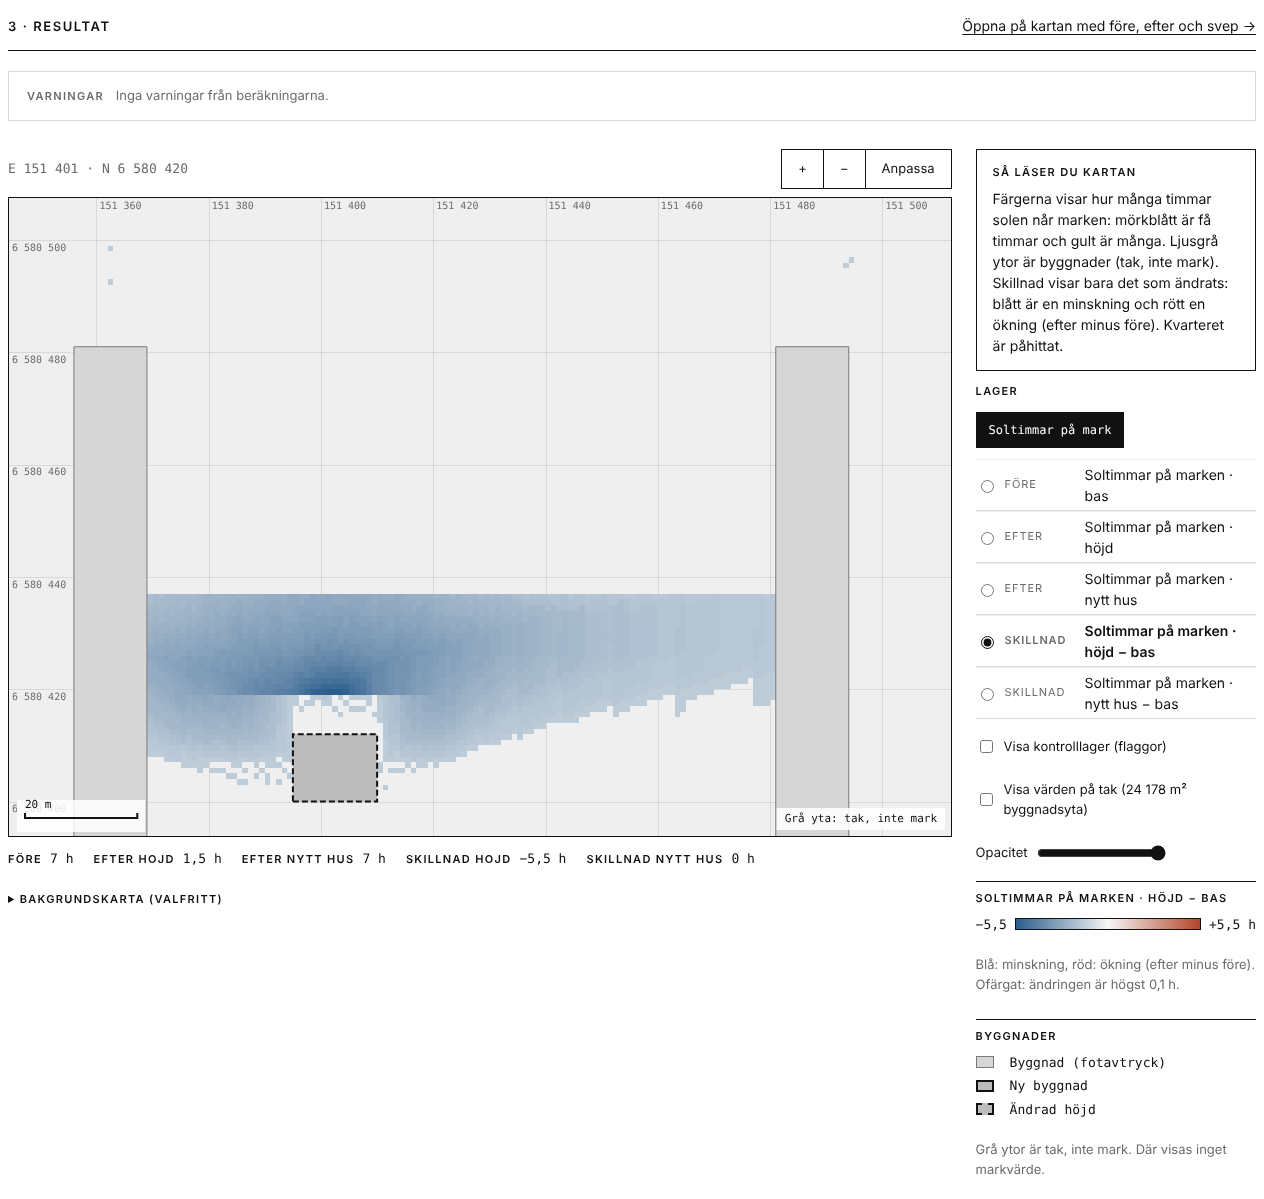 3 · RESULTAT
Öppna på kartan med före, efter och svep →
VARNINGAR Inga varningar från beräkningarna.
E 151 401 · N 6 580 420
+ − Anpassa
151 360 151 380 151 400 151 420 151 440 151 460 151 480 151 500
6 580 500
6 580 480
6 580 460
6 580 440
6 580 420
20 m
Grå yta: tak, inte mark
FÖRE 7 h EFTER HOJD 1,5 h EFTER NYTT HUS 7 h SKILLNAD HOJD −5,5 h SKILLNAD NYTT HUS 0 h
▸ BAKGRUNDSKARTA (VALFRITT)
SÅ LÄSER DU KARTAN
Färgerna visar hur många timmar
solen når marken: mörkblått är få
timmar och gult är många. Ljusgrå
ytor är byggnader (tak, inte mark).
Skillnad visar bara det som ändrats:
blått är en minskning och rött en
ökning (efter minus före). Kvarteret
är påhittat.
LAGER
Soltimmar på mark
FÖRE Soltimmar på marken ·
bas
EFTER Soltimmar på marken ·
höjd
EFTER Soltimmar på marken ·
nytt hus
SKILLNAD Soltimmar på marken ·
höjd − bas
SKILLNAD Soltimmar på marken ·
nytt hus − bas
Visa kontrolllager (flaggor)
Visa värden på tak (24 178 m²
byggnadsyta)
Opacitet
SOLTIMMAR PÅ MARKEN · HÖJD − BAS
−5,5 +5,5 h
Blå: minskning, röd: ökning (efter minus före).
Ofärgat: ändringen är högst 0,1 h.
BYGGNADER
Byggnad (fotavtryck)
Ny byggnad
Ändrad höjd
Grå ytor är tak, inte mark. Där visas inget
markvärde.